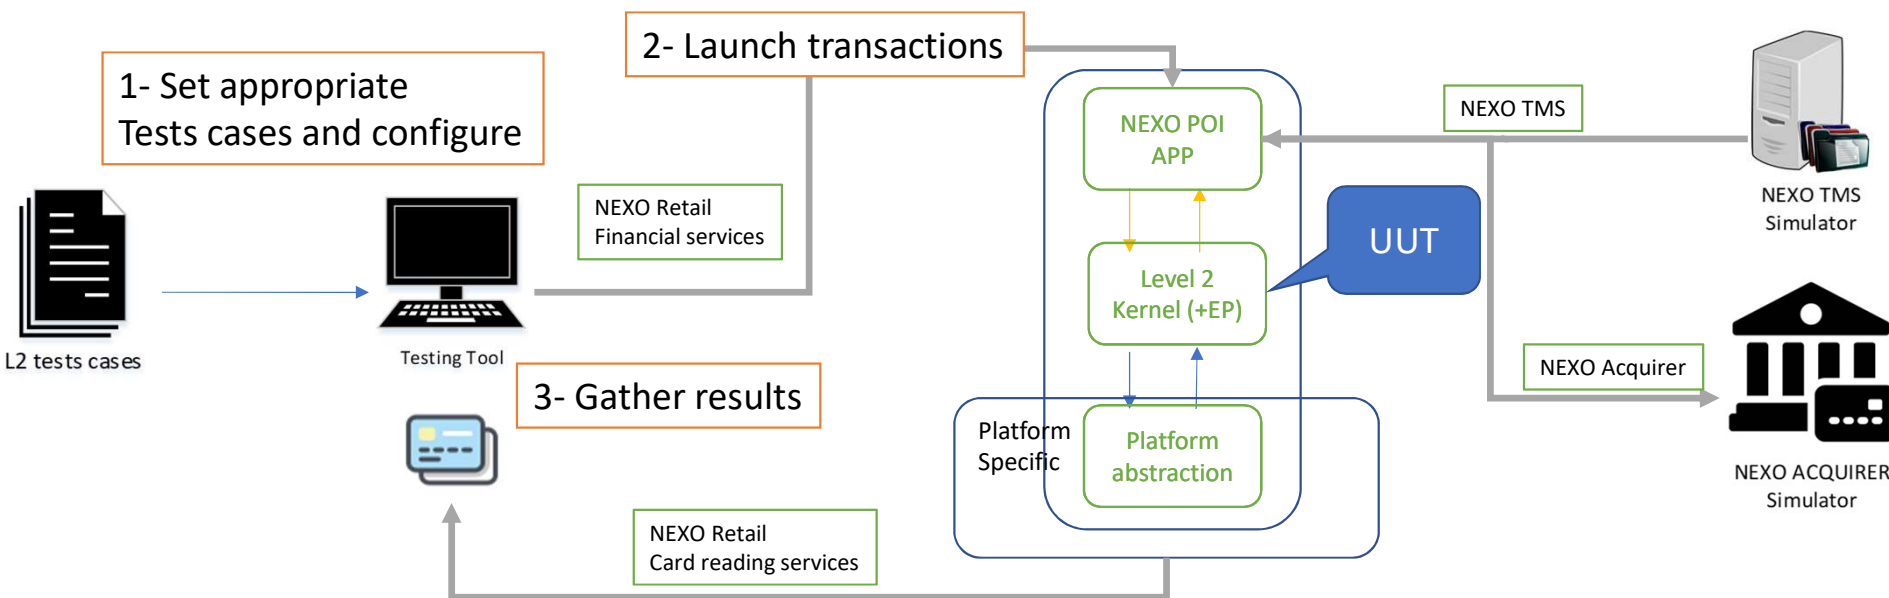 1- Set appropriate
Tests cases and configure
2- Launch transactions
NEXO Retail
Financial services
L2 tests cases
Testing Tool
3- Gather results
NEXO POI
APP
Level 2
Kernel (+EP)
UUT
Platform
Specific
Platform
abstraction
NEXO Retail
Card reading services
NEXO TMS
NEXO TMS
Simulator
NEXO Acquirer
NEXO ACQUIRER
Simulator